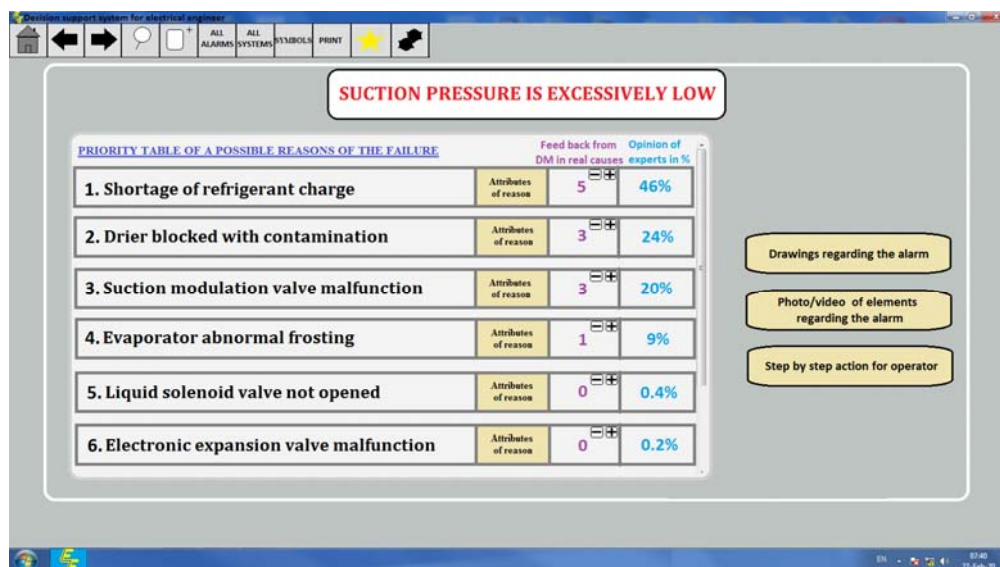 Decision support system for electrical engineer
ALL ALARMS
ALL SYSTEMS
SYMBOLS
PRINT
SUCTION PRESSURE IS EXCESSIVELY LOW
PRIORITY TABLE OF A POSSIBLE REASONS OF THE FAILURE
Feed back from
DM in real causes
Opinion of
experts in %
1. Shortage of refrigerant charge
Attributes
of reason
5
46%
2. Drier blocked with contamination
Attributes
of reason
3
24%
3. Suction modulation valve malfunction
Attributes
of reason
3
20%
4. Evaporator abnormal frosting
Attributes
of reason
1
9%
5. Liquid solenoid valve not opened
Attributes
of reason
0
0.4%
6. Electronic expansion valve malfunction
Attributes
of reason
0
0.2%
Drawings regarding the alarm
Photo/video of elements
regarding the alarm
Step by step action for operator
EN
07:40